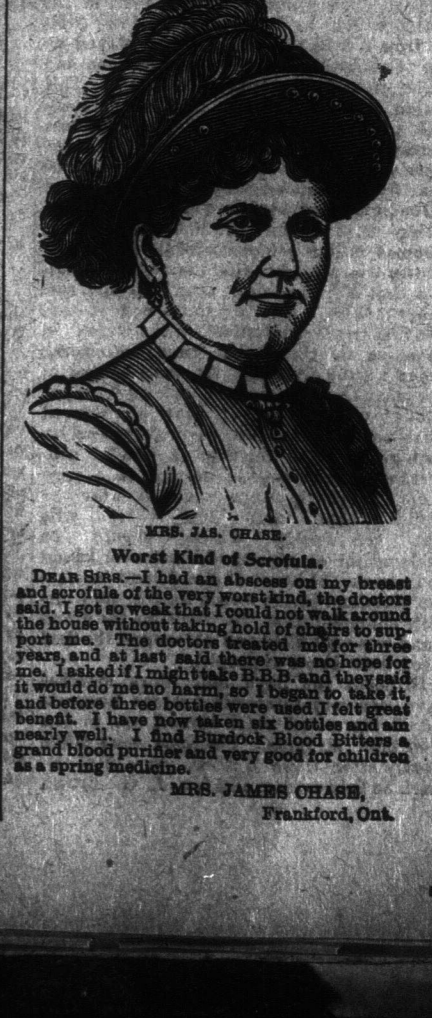 MRS. JAS. CHASE.
Worst Kind of Scrofula.
DEAR SIRS.—I had an abscess on my breast
and scrofula of the very worst kind, the doctors
said. I got so weak that I could not walk around
the house without taking hold of chairs to sup-
port me. The doctors treated me for three
years, and at last said there was no hope for
me. I asked if I might take B.B.B. and they said
it would do me no harm, so I began to take it,
and before three bottles were used I felt great
benefit. I have now taken six bottles and am
nearly well. I find Burdock Blood Bitters a
grand blood purifier and very good for children
as a spring medicine.
MRS. JAMES CHASE,
Frankford, Ont.